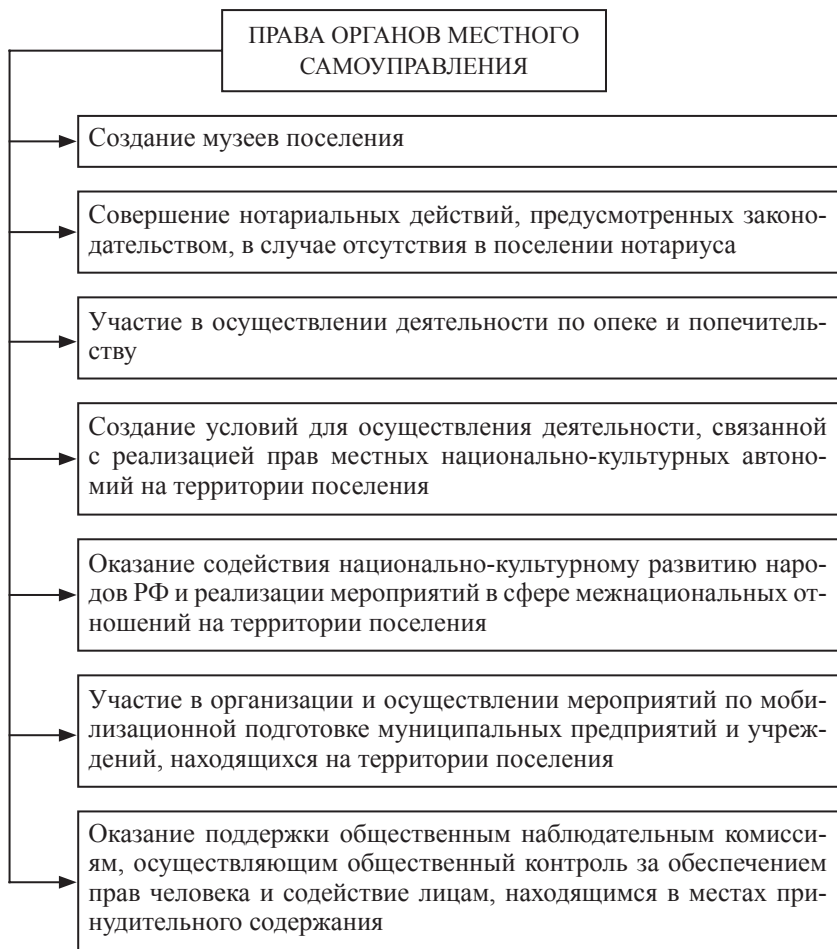 ПРАВА ОРГАНОВ МЕСТНОГО
САМОУПРАВЛЕНИЯ
Создание музеев поселения
Совершение нотариальных действий, предусмотренных законо-
дательством, в случае отсутствия в поселении нотариуса
Участие в осуществлении деятельности по опеке и попечитель-
ству
Создание условий для осуществления деятельности, связанной
с реализацией прав местных национально-культурных автоно-
мий на территории поселения
Оказание содействия национально-культурному развитию наро-
дов РФ и реализации мероприятий в сфере межнациональных от-
ношений на территории поселения
Участие в организации и осуществлении мероприятий по моби-
лизационной подготовке муниципальных предприятий и учреж-
дений, находящихся на территории поселения
Оказание поддержки общественным наблюдательным комисси-
ям, осуществляющим общественный контроль за обеспечением
прав человека и содействие лицам, находящимся в местах при-
нудительного содержания